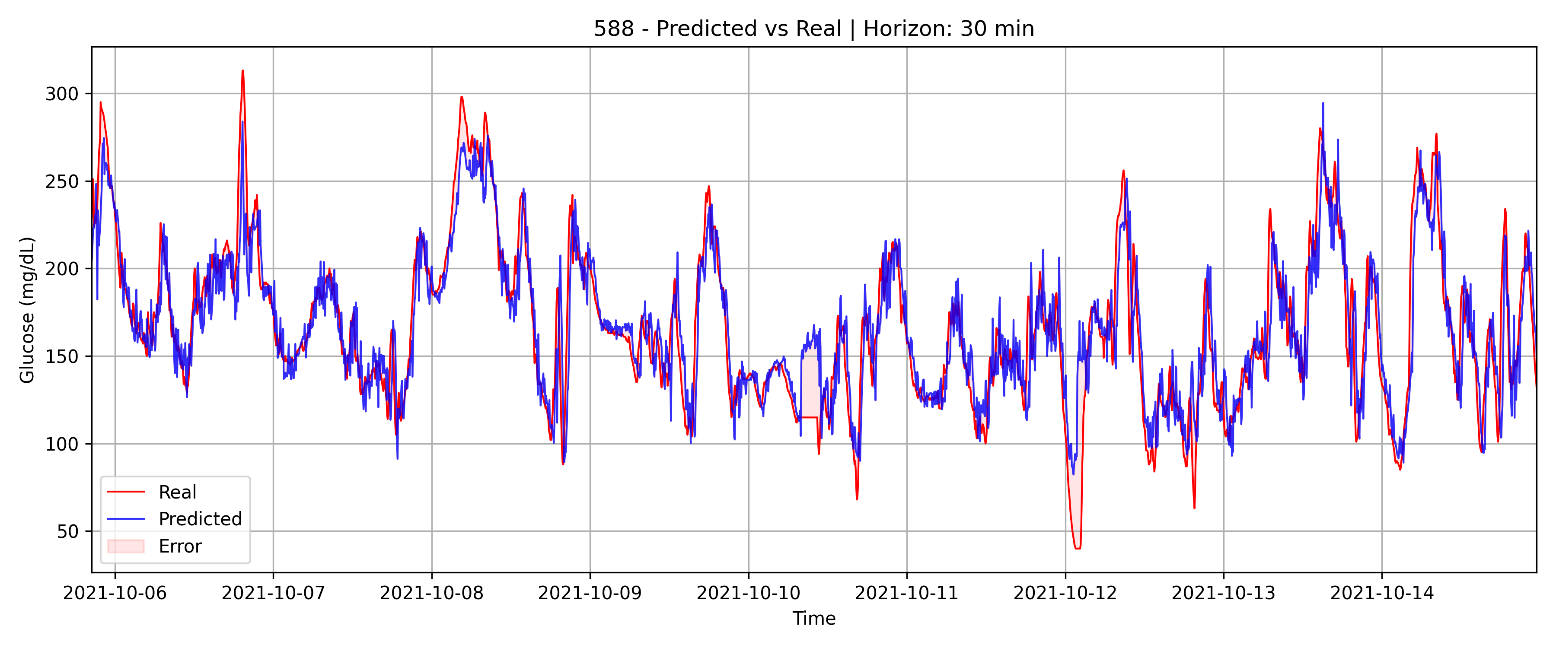 588 - Predicted vs Real | Horizon: 30 min
Glucose (mg/dL)
300
250
200
150
100
50
Real
Predicted
Error
2021-10-06
2021-10-07
2021-10-08
2021-10-09
2021-10-10
2021-10-11
2021-10-12
2021-10-13
2021-10-14
Time